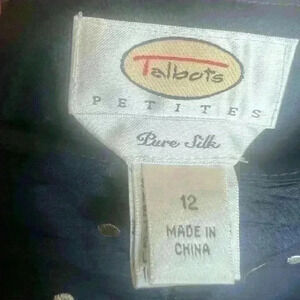 Talbots
PETITES
Pure Silk
12
MADE IN
CHINA